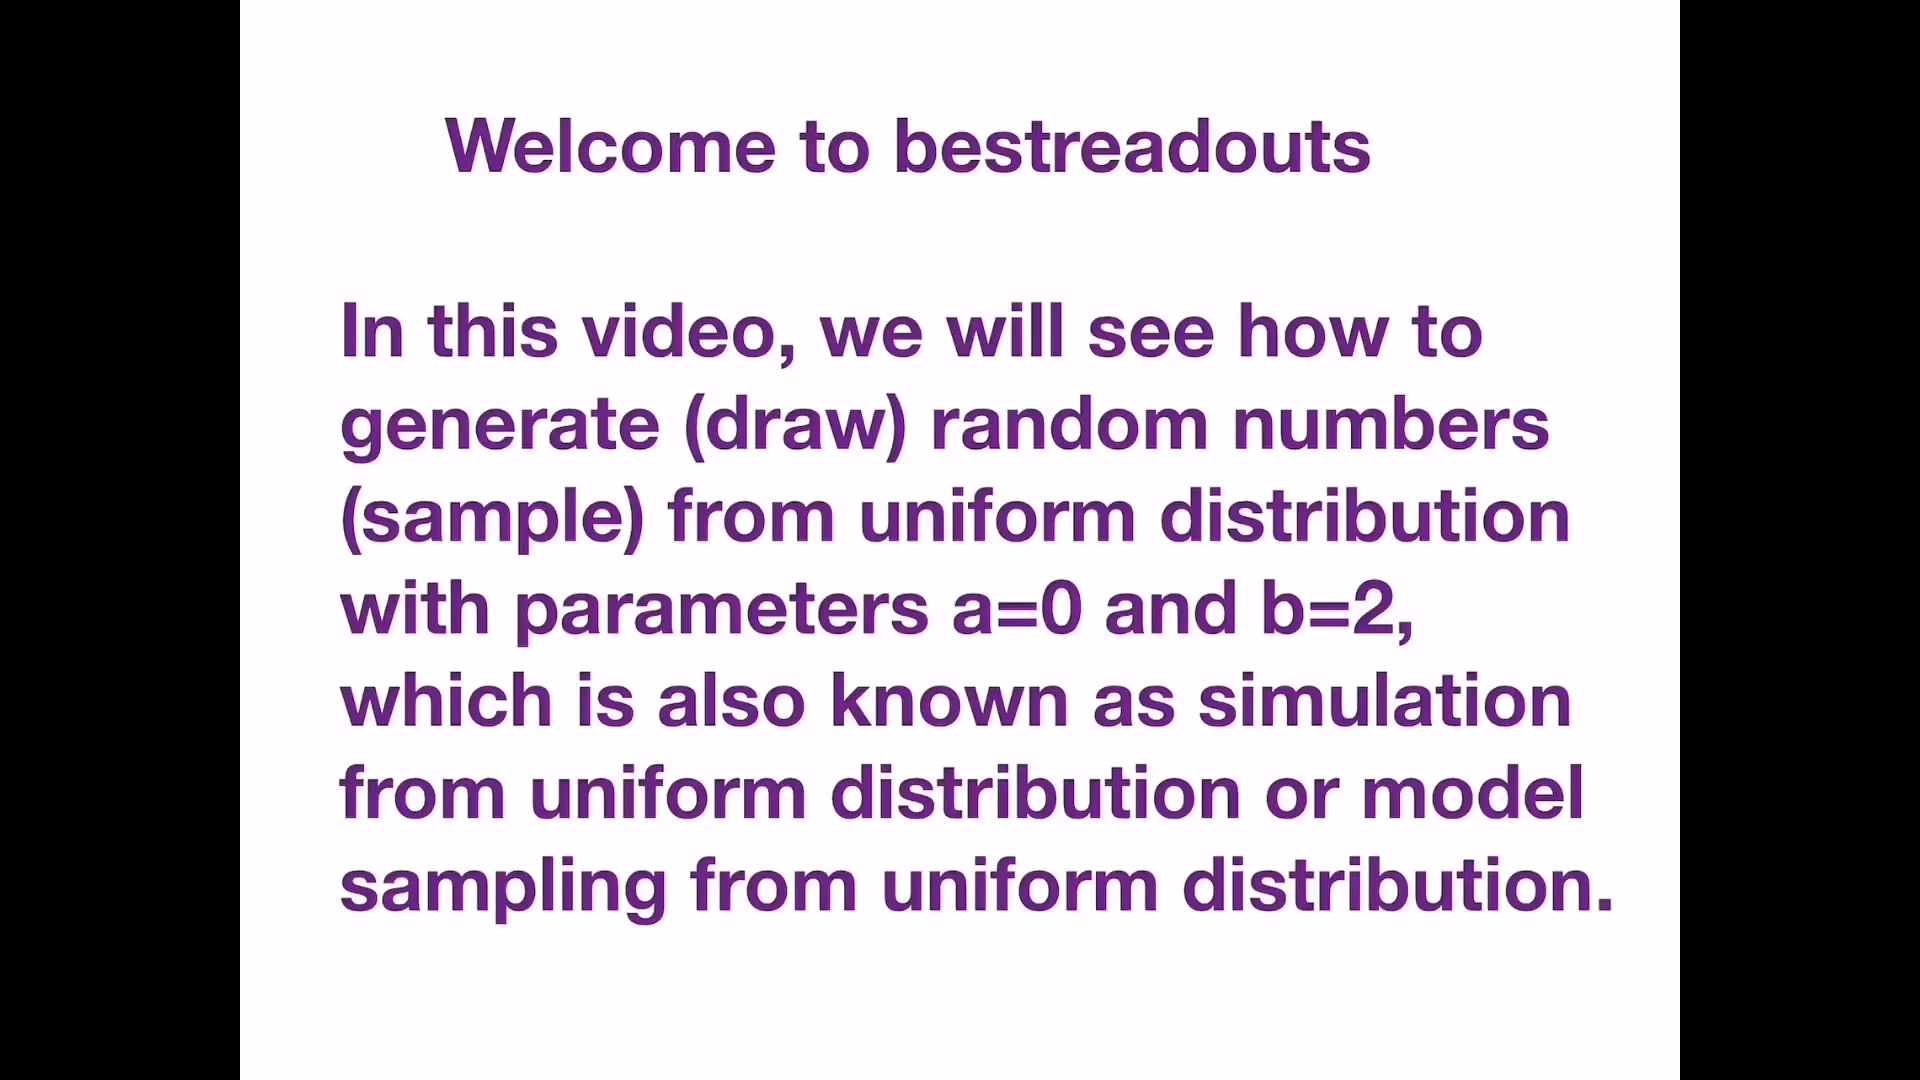 Welcome to bestreadouts
In this video, we will see how to
generate (draw) random numbers
(sample) from uniform distribution
with parameters a=0 and b=2,
which is also known as simulation
from uniform distribution or model
sampling from uniform distribution.